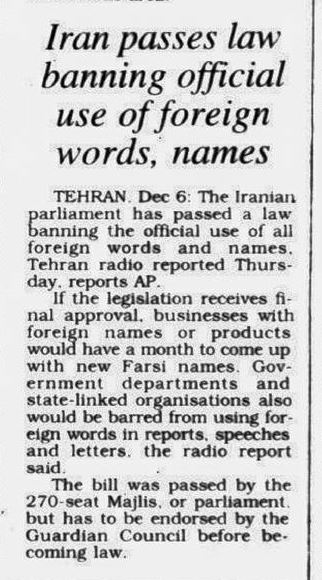 Iran passes law
banning official
use of foreign
words, names
TEHRAN. Dec 6: The Iranian
parliament has passed a law
banning the official use of all
foreign words and names,
Tehran radio reported Thurs-
day, reports AP.
If the legislation receives fi-
nal approval, businesses with
foreign names or products
would have a month to come up
with new Farsi names. Gov-
ernment departments and
state-linked organisations also
would be barred from using for-
eign words in reports, speeches
and letters, the radio report
said.
The bill was passed by the
270-seat Majlis, or parliament,
but has to be endorsed by the
Guardian Council before be-
coming law.